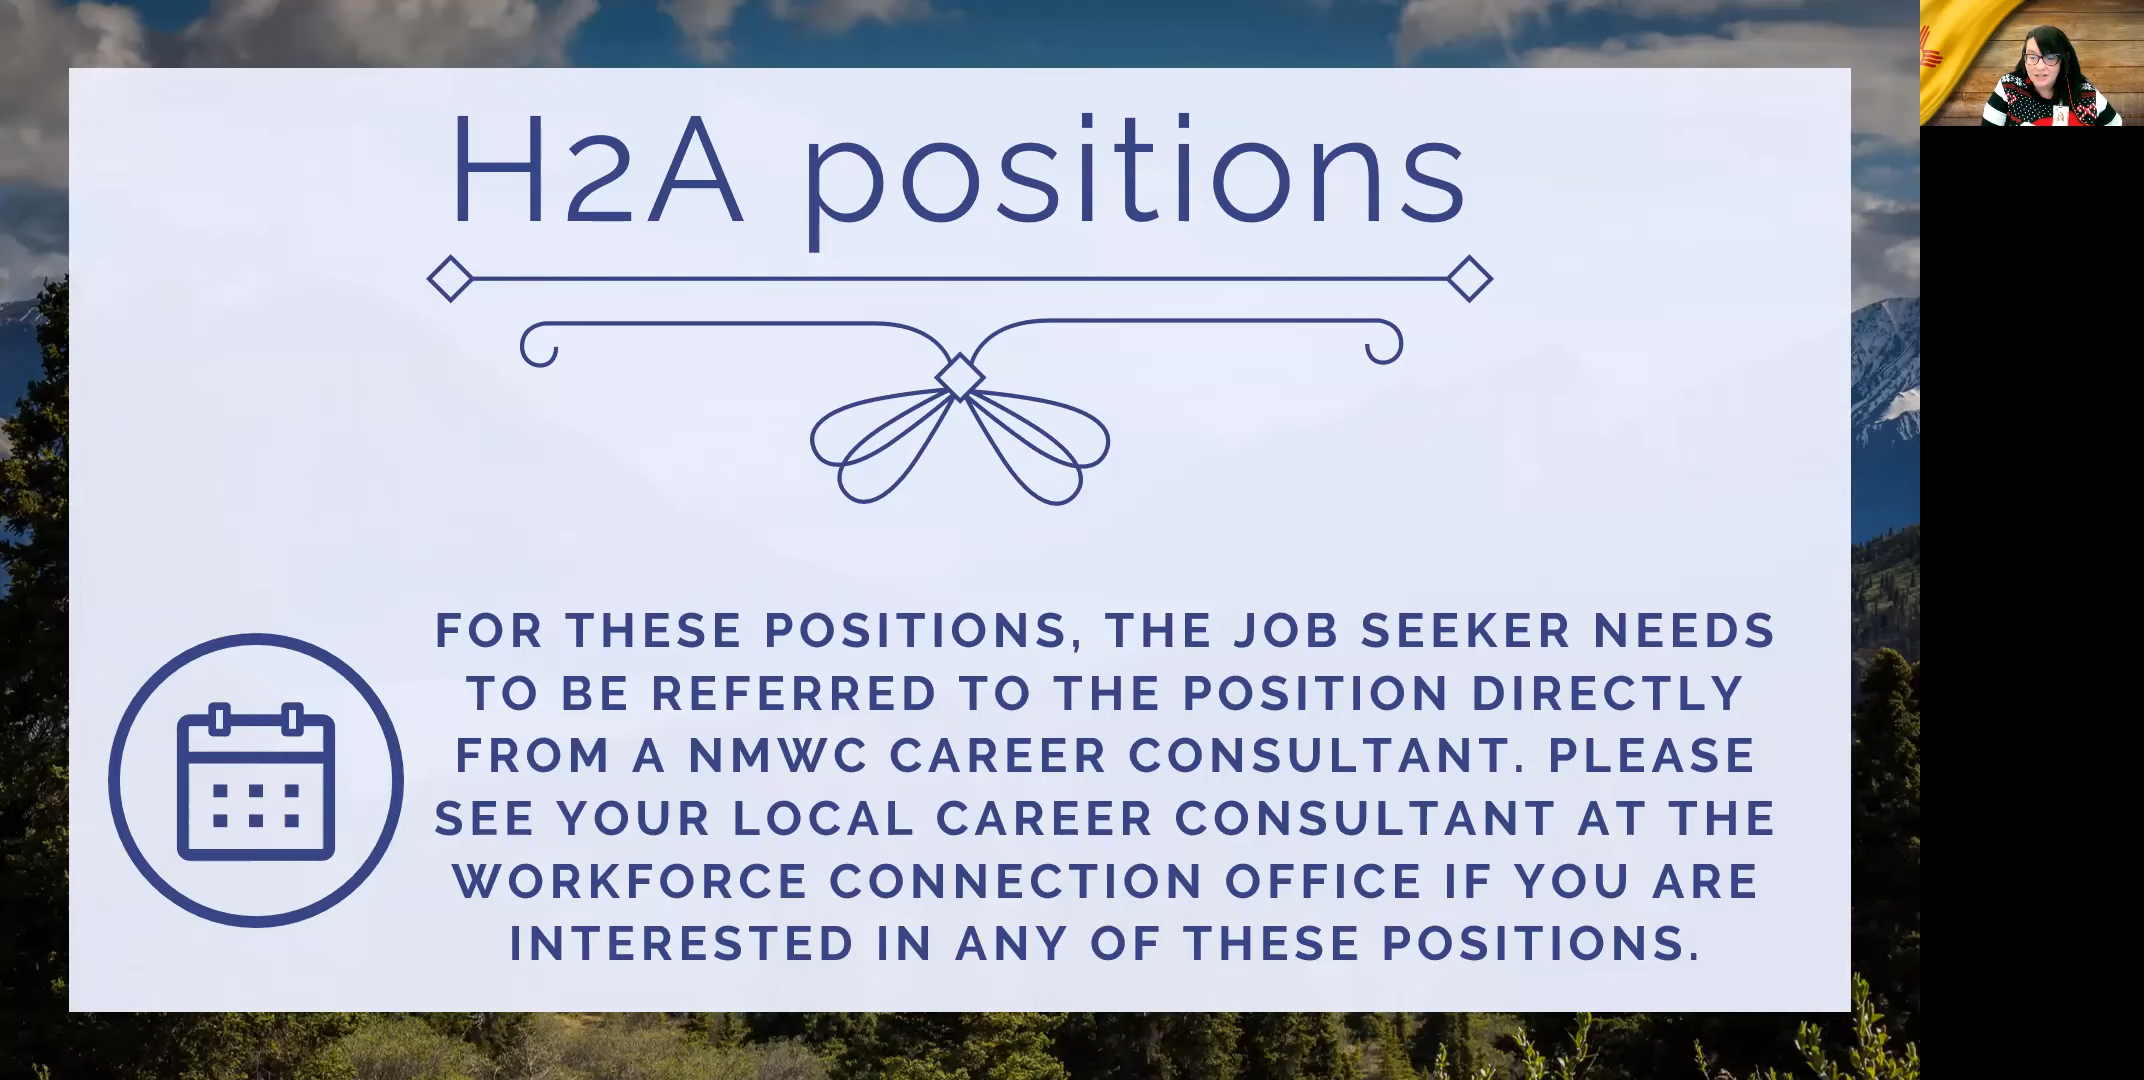 H2A positions
FOR THESE POSITIONS, THE JOB SEEKER NEEDS
TO BE REFERRED TO THE POSITION DIRECTLY
FROM A NMWC CAREER CONSULTANT. PLEASE
SEE YOUR LOCAL CAREER CONSULTANT AT THE
WORKFORCE CONNECTION OFFICE IF YOU ARE
INTERESTED IN ANY OF THESE POSITIONS.